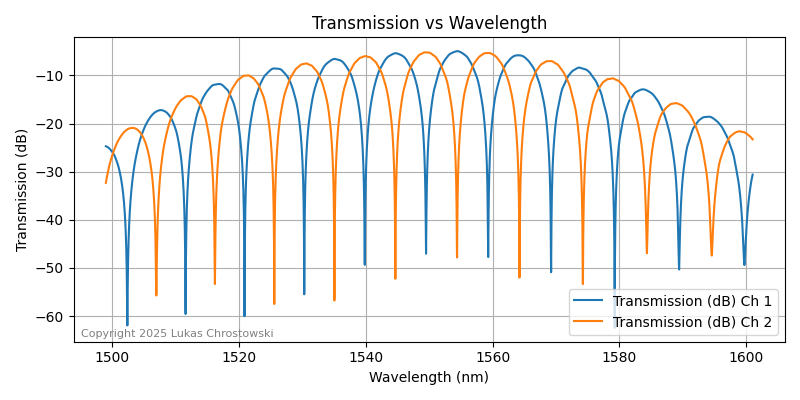 Transmission vs Wavelength
Transmission (dB)
−10
−20
−30
−40
−50
−60
Transmission (dB) Ch 1
Transmission (dB) Ch 2
Copyright 2025 Lukas Chrostowski
1500 1520 1540 1560 1580 1600
Wavelength (nm)